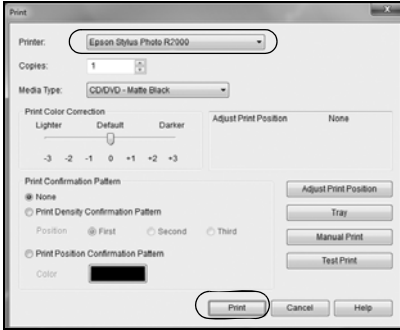 Print
Printer: Epson Stylus Photo R2000
Copies: 1
Media Type: CD/DVD - Matte Black
Print Color Correction
Lighter Default Darker
-3 -2 -1 0 +1 +2 +3
Adjust Print Position None
Print Confirmation Pattern
None
Print Density Confirmation Pattern
Position First Second Third
Print Position Confirmation Pattern
Color
Adjust Print Position
Tray
Manual Print
Test Print
Print Cancel Help